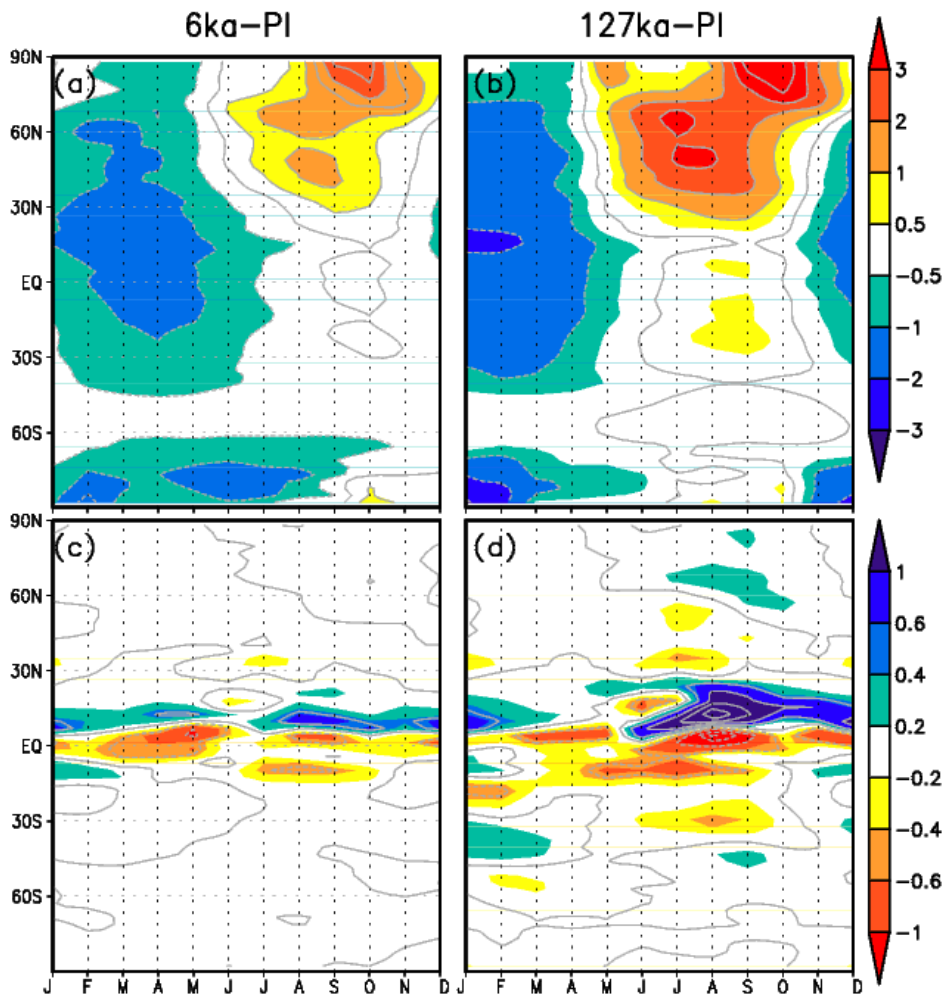 6ka-PI 127ka-PI
90N (a) (b) 3
60N 2
1
30N 0.5
EQ -0.5
-1
30S -2
60S -3
90N (c) (d) 1
60N 0.6
0.4
30N 0.2
EQ -0.2
30S -0.4
-0.6
60S -1
J F M A M J J A S O N D J F M A M J J A S O N D